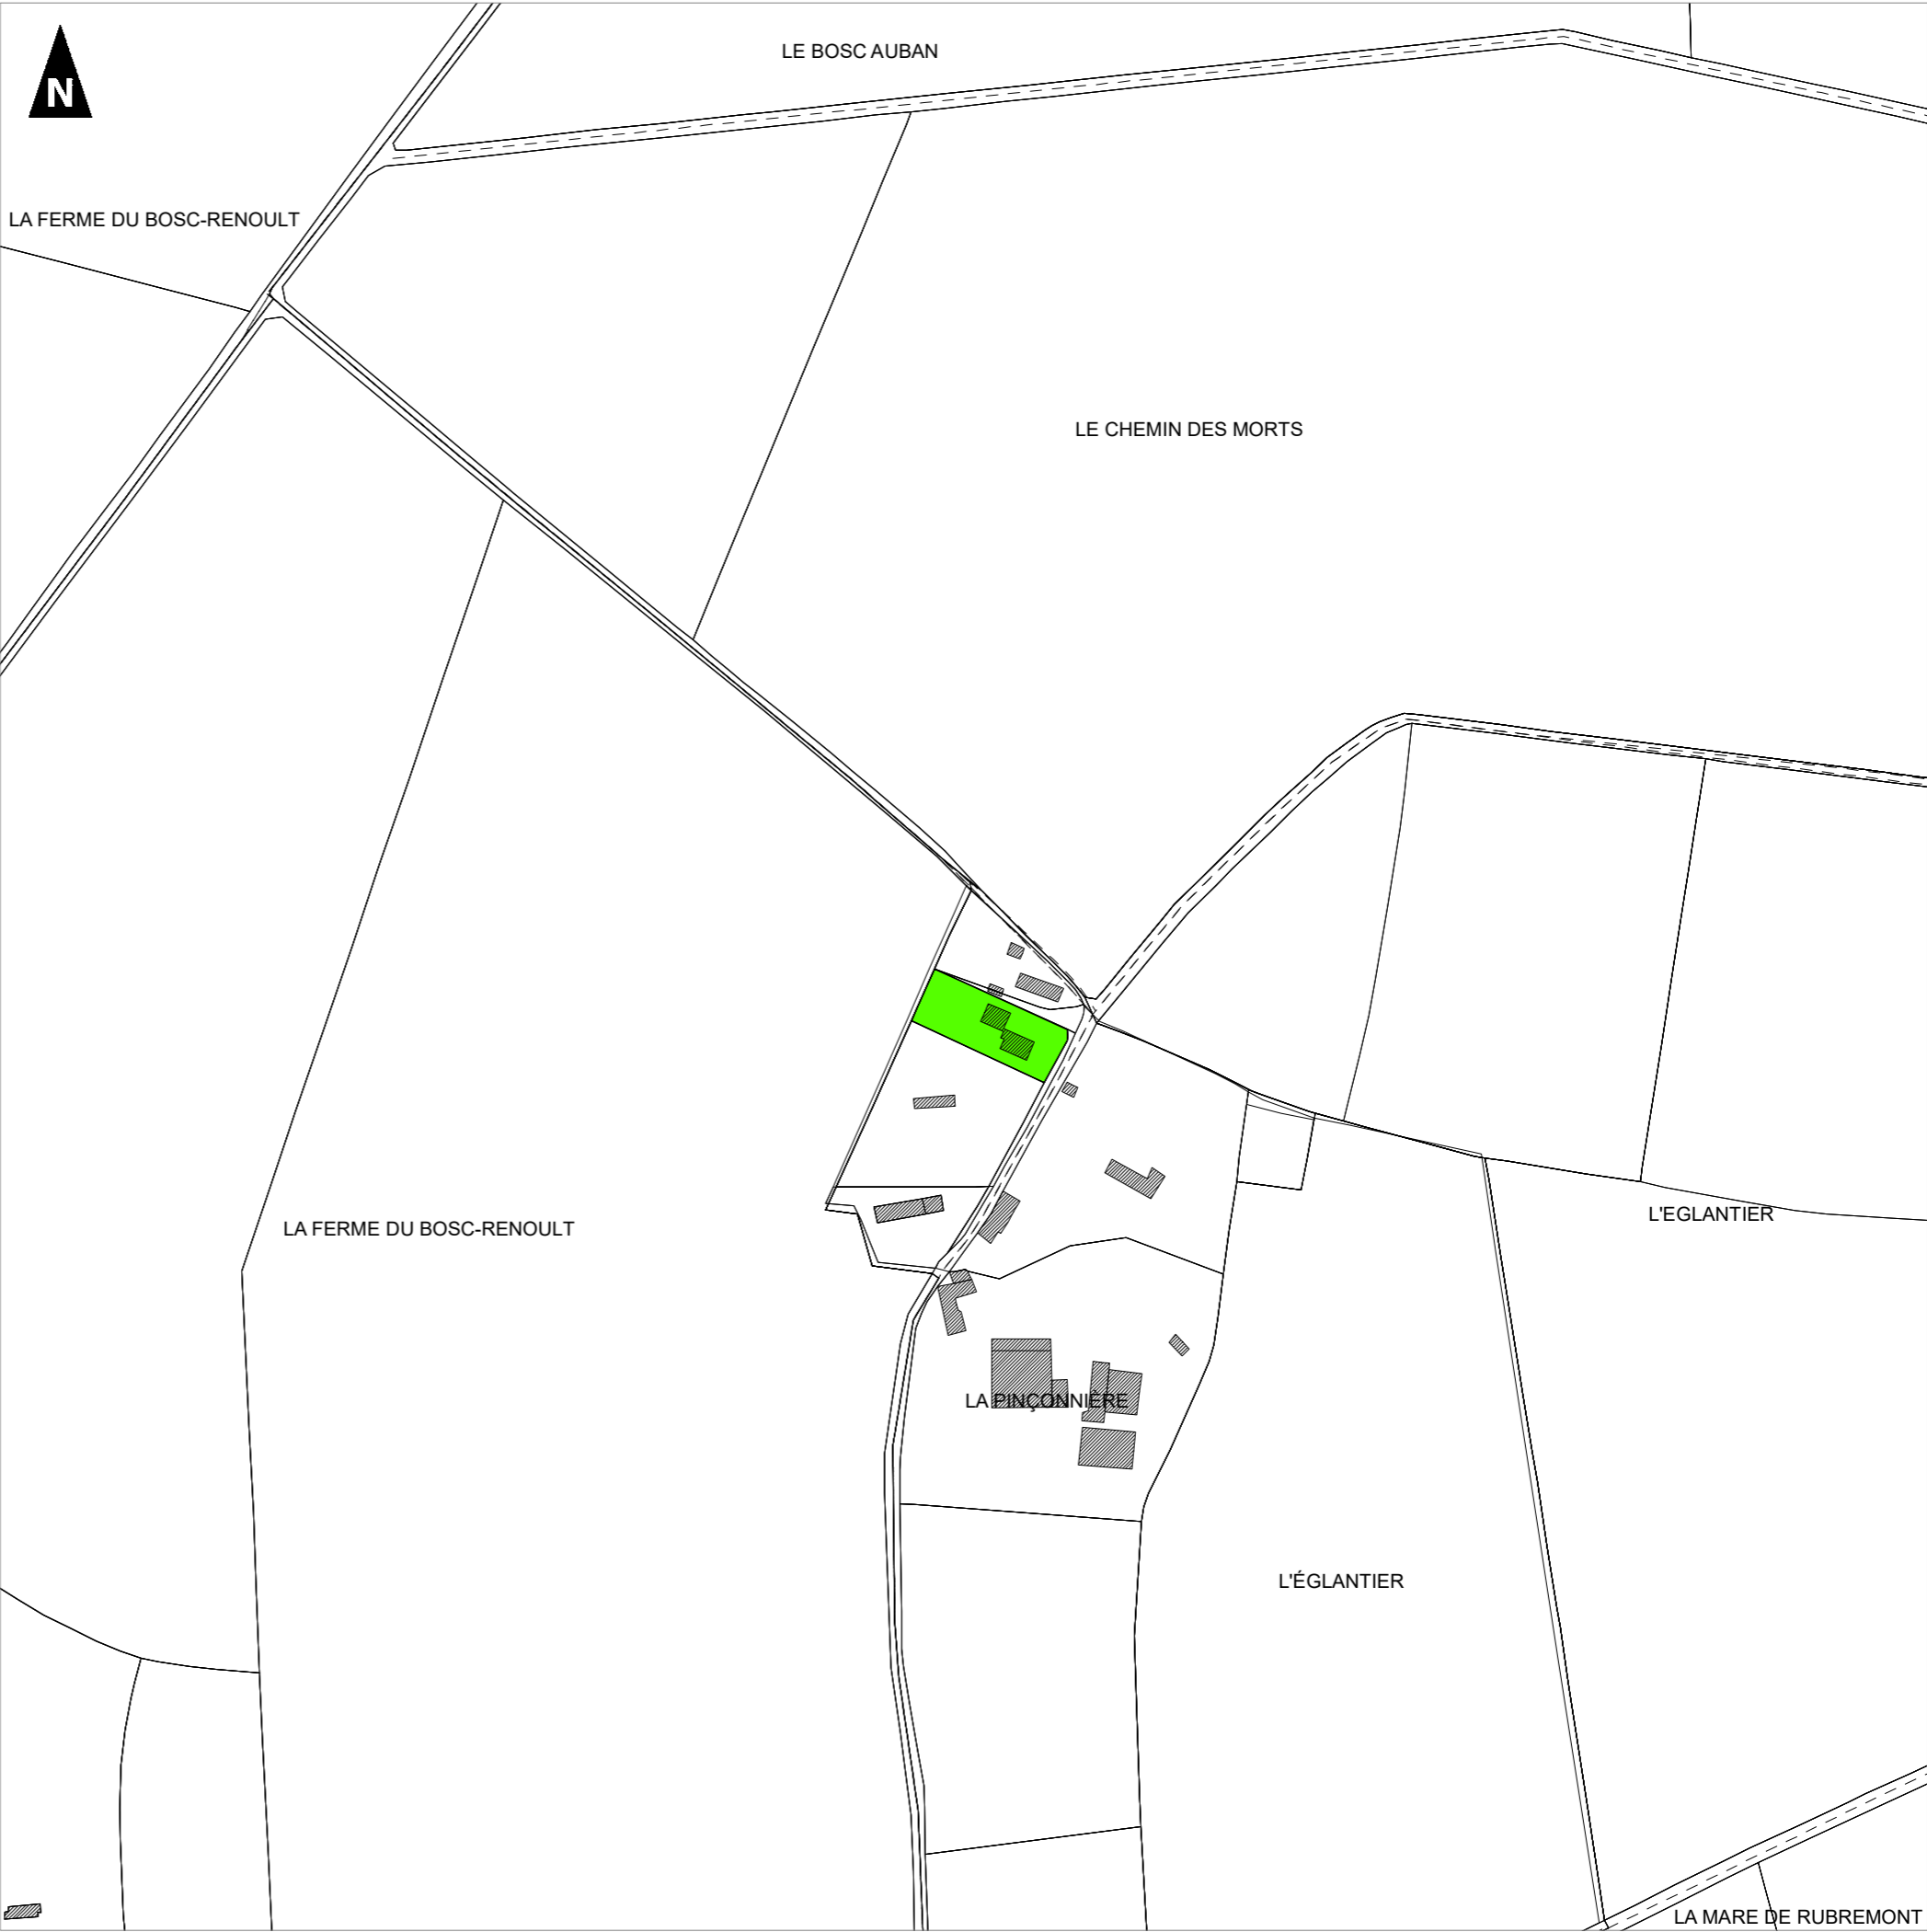 LE BOSC AUBAN
N
LA FERME DU BOSC-RENOULT
LE CHEMIN DES MORTS
L'EGLANTIER
LA FERME DU BOSC-RENOULT
LA PINÇONNIÈRE
L'ÉGLANTIER
LA MARE DE RUBREMONT